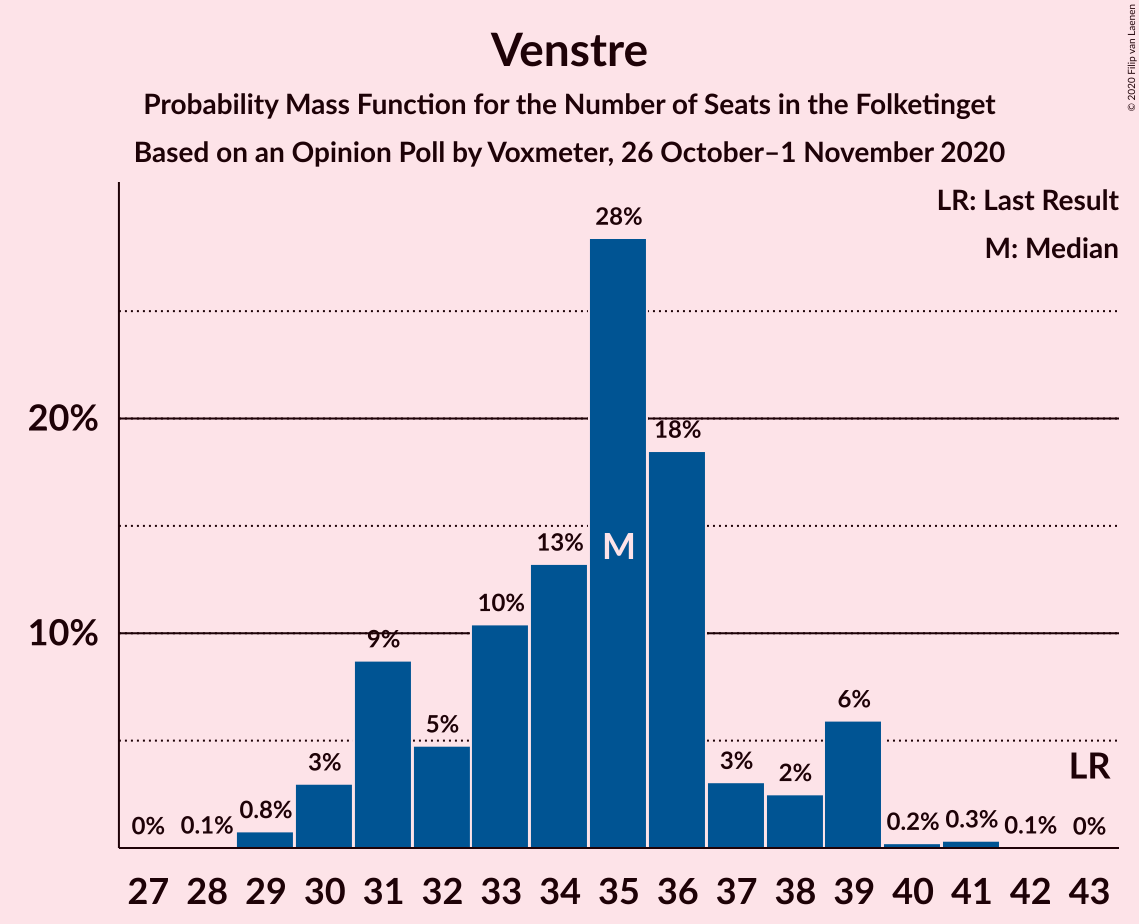 Venstre
Probability Mass Function for the Number of Seats in the Folketinget
Based on an Opinion Poll by Voxmeter, 26 October–1 November 2020
© 2020 Filip van Laenen
LR: Last Result
M: Median
20%
10%
0%
0.1%
0.8%
3%
9%
5%
10%
13%
28%
M
18%
3%
2%
6%
0.2%
0.3%
0.1%
0%
LR
27 28 29 30 31 32 33 34 35 36 37 38 39 40 41 42 43